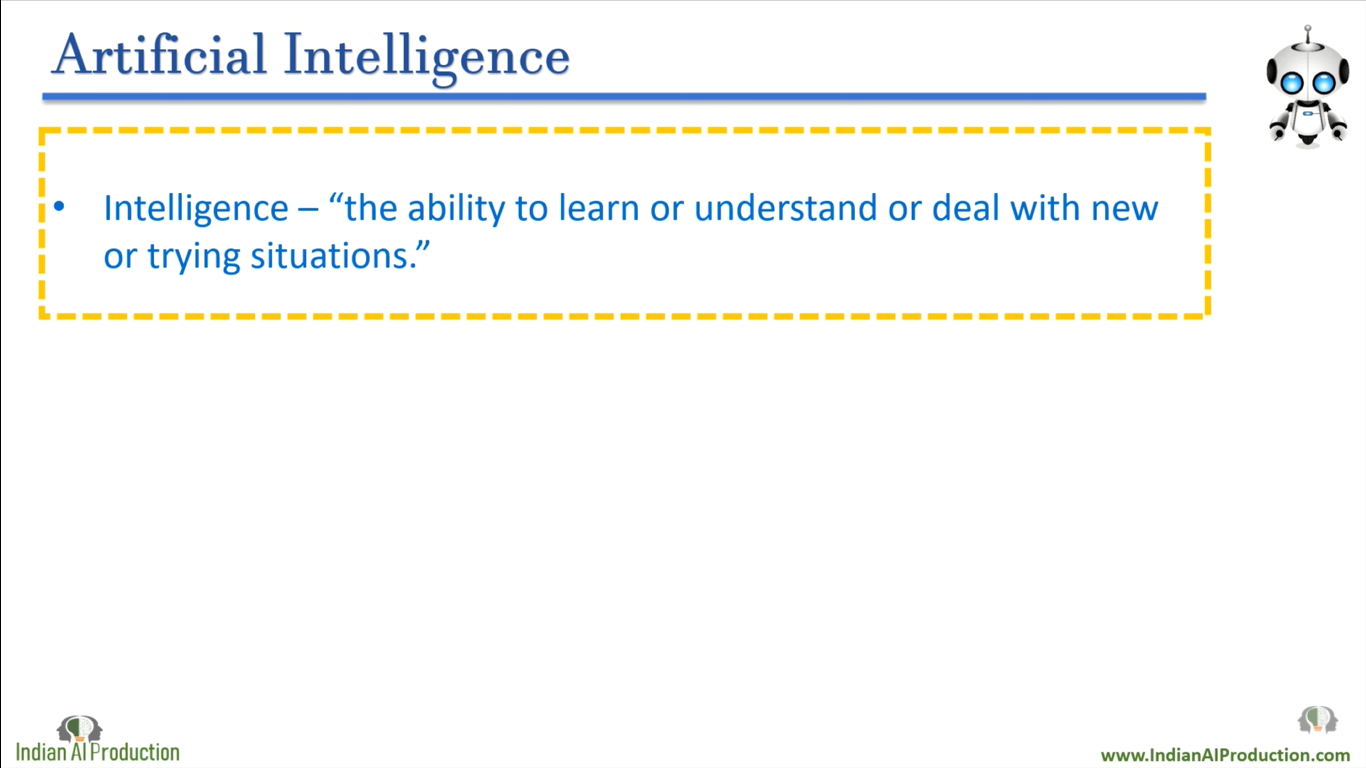 Artificial Intelligence
• Intelligence – “the ability to learn or understand or deal with new
or trying situations.”
Indian AI Production
www.IndianAIProduction.com